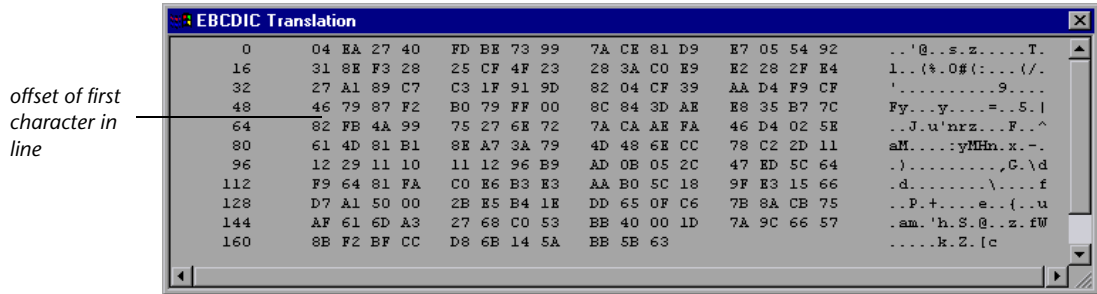 EBCDIC Translation
0 04 EA 27 40 FD BE 73 99 7A CE 81 D9 E7 05 54 92 ..'@..s.z.....T.
16 31 8E F3 28 25 CF 4F 23 28 3A C0 E9 E2 28 2F E4 1..(%.O#(:...(/.
32 27 A1 89 C7 C3 1F 91 9D 82 04 CF 39 AA D4 F9 CF '..........9....
48 46 79 87 F2 B0 79 FF 00 8C 84 3D AE E8 35 B7 7C Fy...y....=..5.|
64 82 FB 4A 99 75 27 6E 72 7A CA AE FA 46 D4 02 5E ..J.u'nrz...F..^
80 61 4D 81 B1 8E A7 3A 79 4D 48 6E CC 78 C2 2D 11 aM....:yMHn.x.-.
96 12 29 11 10 11 12 96 B9 AD 0B 05 2C 47 ED 5C 64 .).........,G.\d
112 F9 64 81 FA C0 E6 B3 E3 AA B0 5C 18 9F E3 15 66 .d........\....f
128 D7 A1 50 00 2B E5 B4 1E DD 65 0F C6 7B 8A CB 75 ..P.+....e..{..u
144 AF 61 6D A3 27 68 C0 53 BB 40 00 1D 7A 9C 66 57 .am.'h.S.@..z.fW
160 8B F2 BF CC D8 6B 14 5A BB 5B 63 .....k.Z.[c
offset of first
character in
line